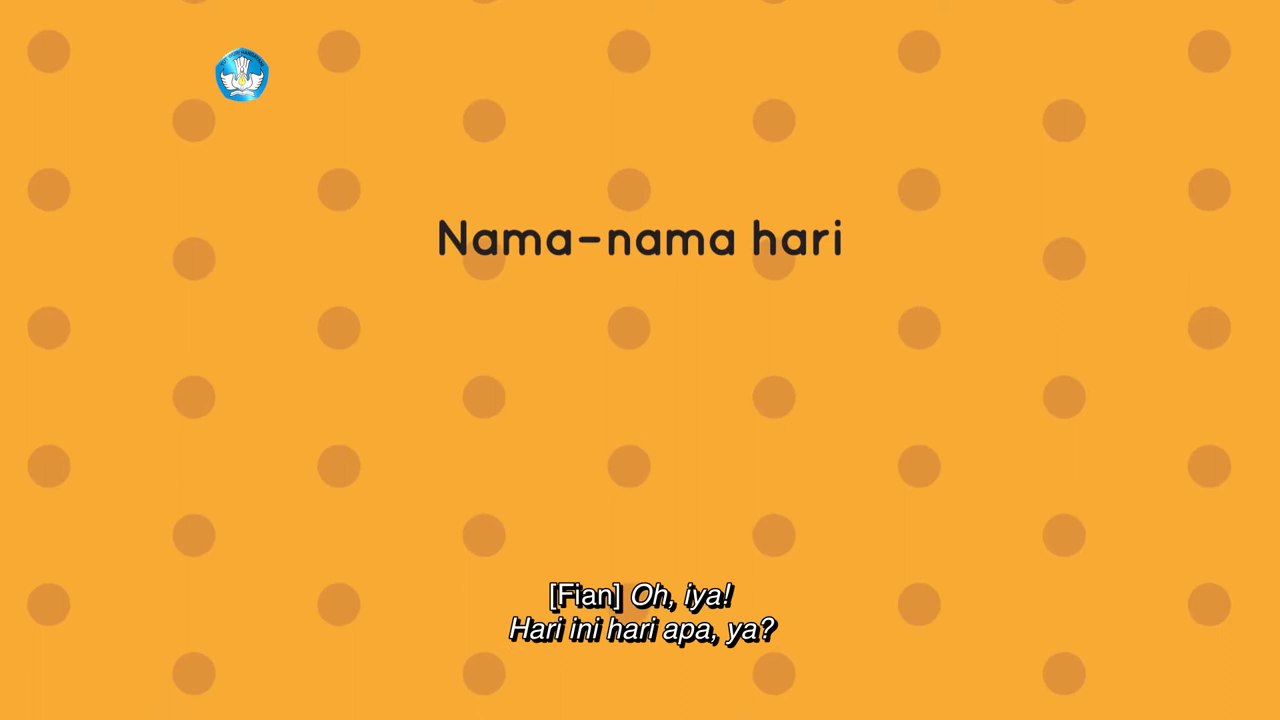 Nama-nama hari
[Fian] Oh, iya!
Hari ini hari apa, ya?